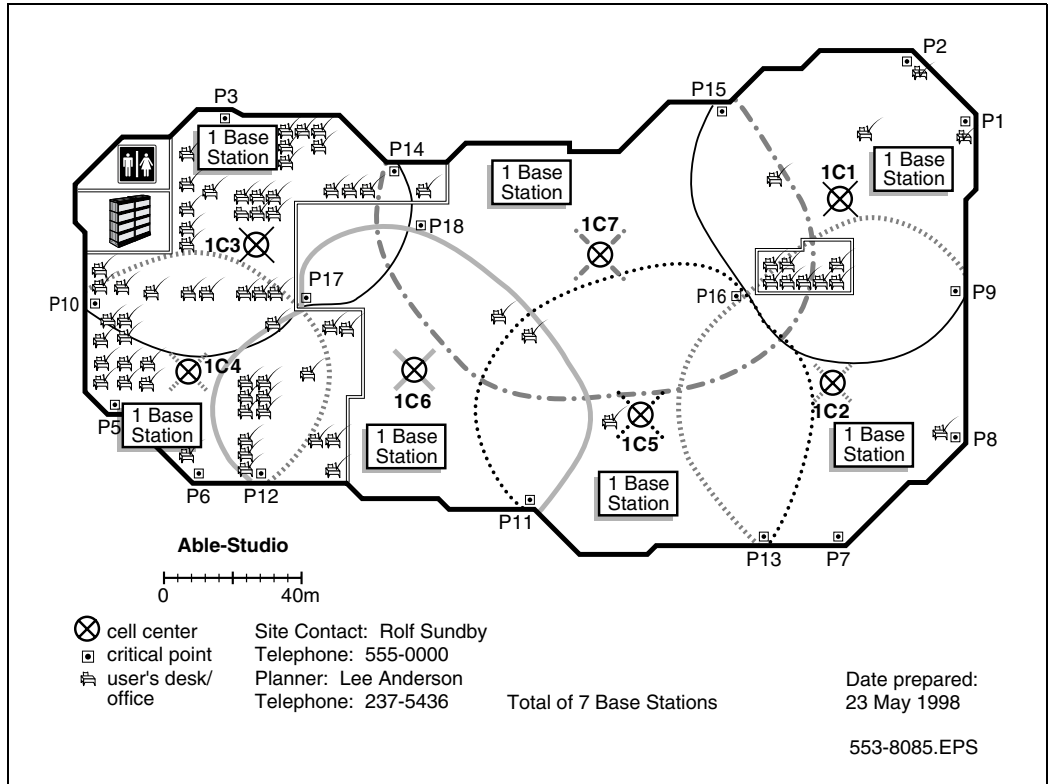 P2
P15
P1
P3
1 Base
Station
P14
1 Base
Station
1 Base
Station
1C1
1C3
P18
1C7
P17
P16
P10
P9
1C4
1C6
1C2
P5
1 Base
Station
1 Base
Station
1C5
1 Base
Station
P8
1 Base
Station
P6
P12
P11
P13
P7
Able-Studio
0 40m
cell center
critical point
user's desk/
office
Site Contact: Rolf Sundby
Telephone: 555-0000
Planner: Lee Anderson
Telephone: 237-5436
Total of 7 Base Stations
Date prepared:
23 May 1998
553-8085.EPS